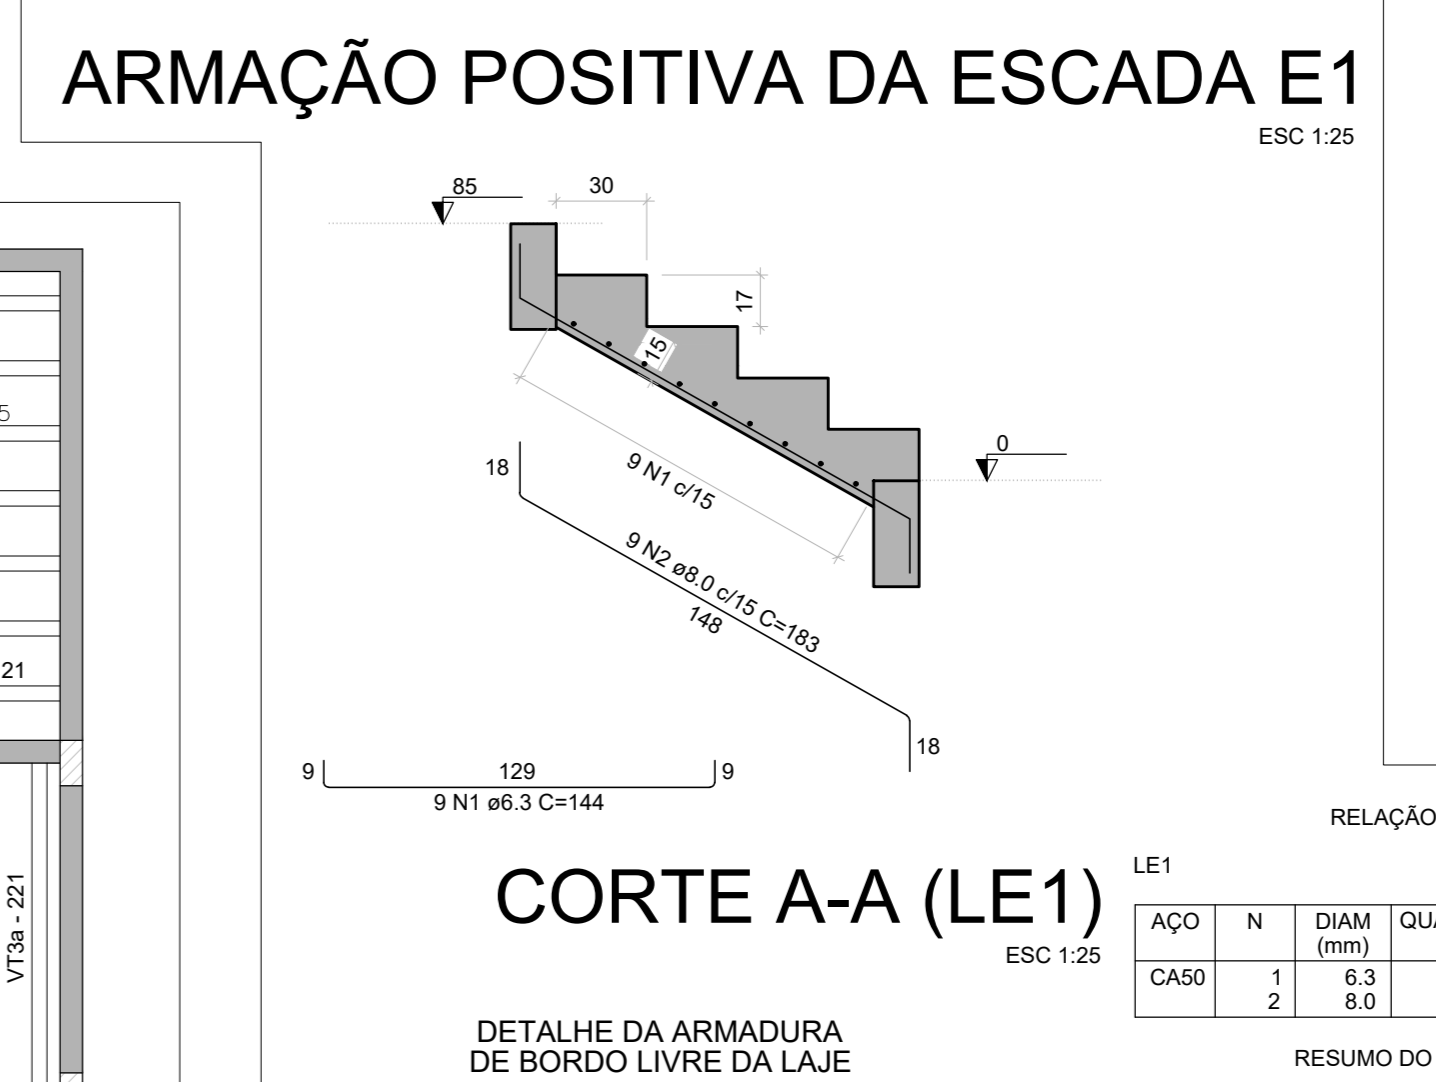 ARMAÇÃO POSITIVA DA ESCADA E1
ESC 1:25
85
30
17
15
0
9 N1 c/15
18
9 N2 ø8.0 c/15 C=183
148
18
9
129
9
9 N1 ø6.3 C=144
5
21
VT3a - 221
CORTE A-A (LE1)
ESC 1:25
DETALHE DA ARMADURA
DE BORDO LIVRE DA LAJE
RELAÇÃO
LE1
AÇO N DIAM
(mm)
CA50 1 6.3
2 8.0
RESUMO DO